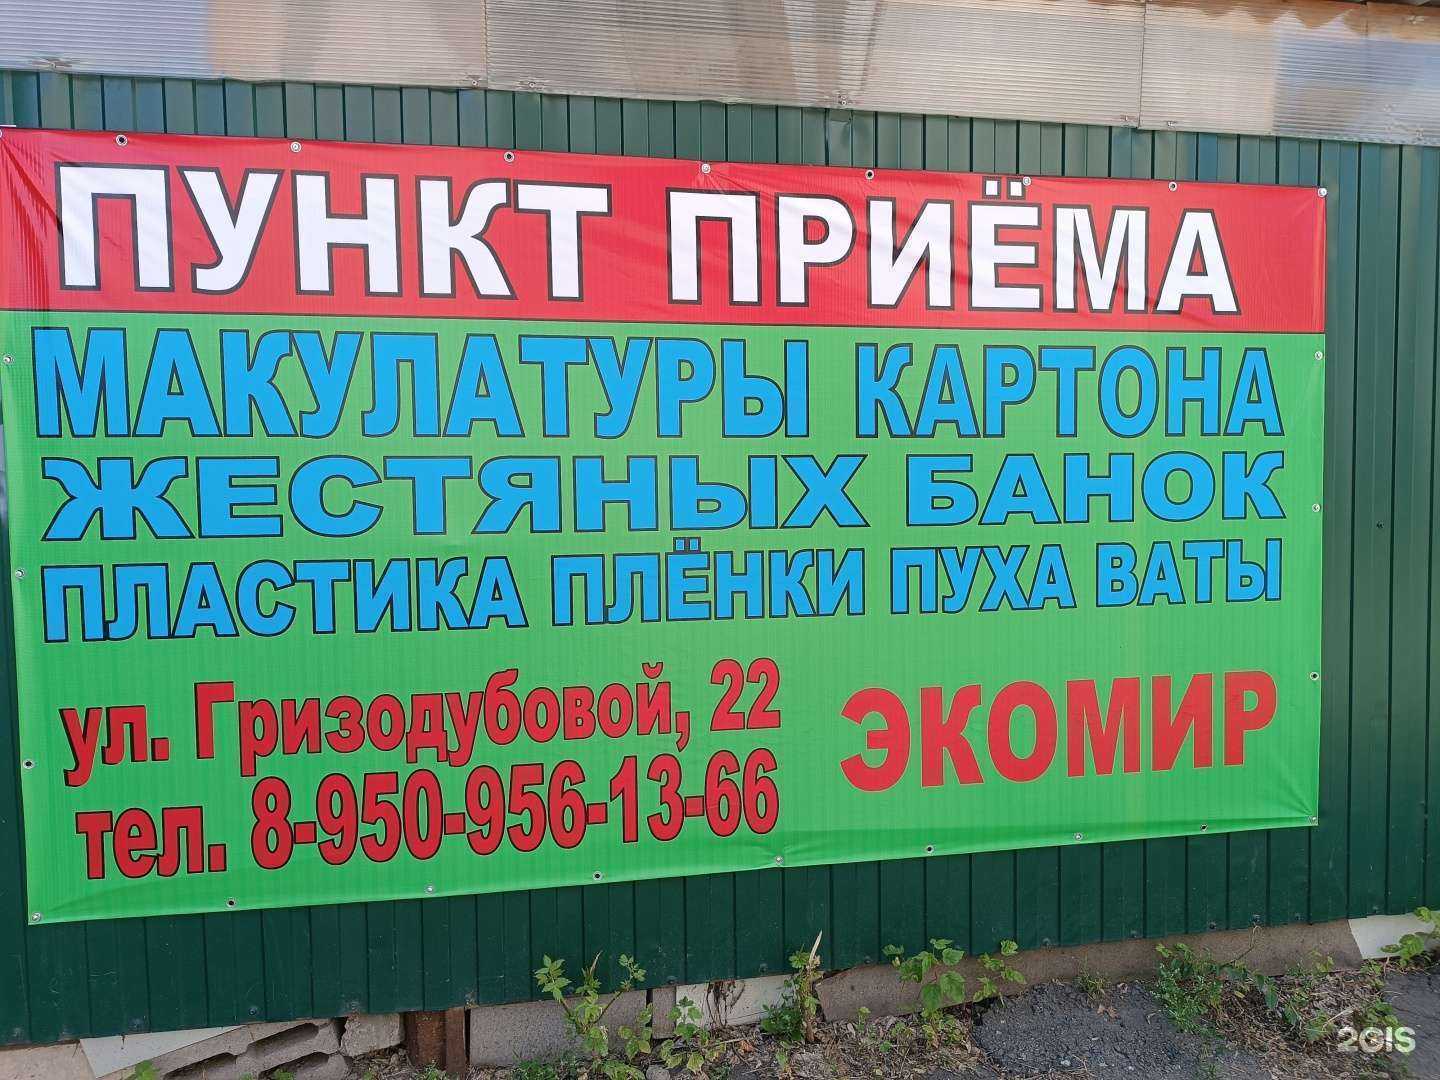 ПУНКТ ПРИЁМА
МАКУЛАТУРЫ КАРТОНА
ЖЕСТЯНЫХ БАНОК
ПЛАСТИКА ПЛЁНКИ ПУХА ВАТЫ
ул. Гризодубовой, 22
тел. 8-950-956-13-66
ЭКОМИР
2GIS